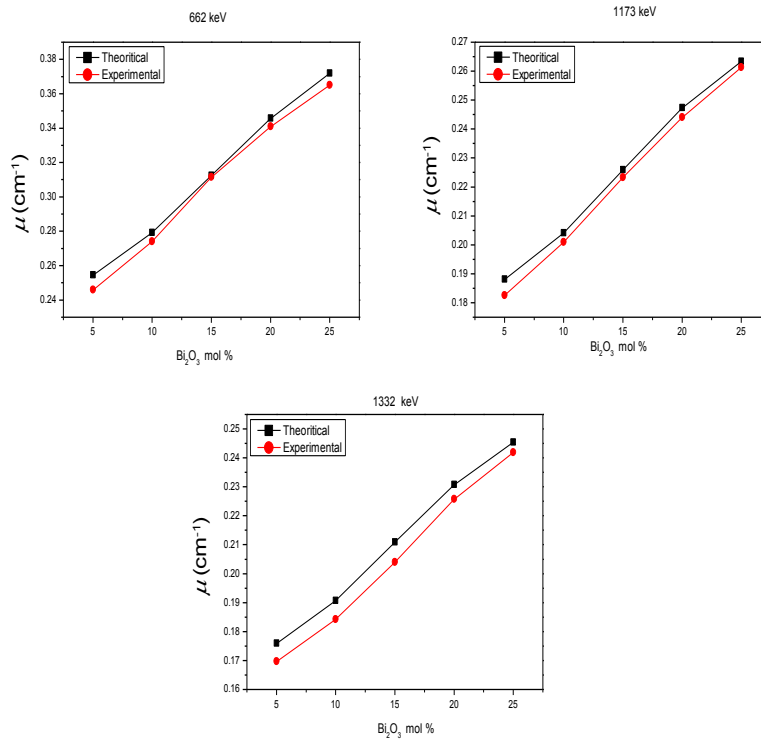 662 keV
Theoritical
Experimental
0.38
0.36
0.34
0.32
0.30
0.28
0.26
0.24
μ (cm⁻¹)
5 10 15 20 25
Bi₂O₃ mol %
1173 keV
Theoritical
Experimental
0.27
0.26
0.25
0.24
0.23
0.22
0.21
0.20
0.19
0.18
μ (cm⁻¹)
5 10 15 20 25
Bi₂O₃ mol %
1332 keV
Theoritical
Experimental
0.25
0.24
0.23
0.22
0.21
0.20
0.19
0.18
0.17
0.16
μ (cm⁻¹)
5 10 15 20 25
Bi₂O₃ mol %